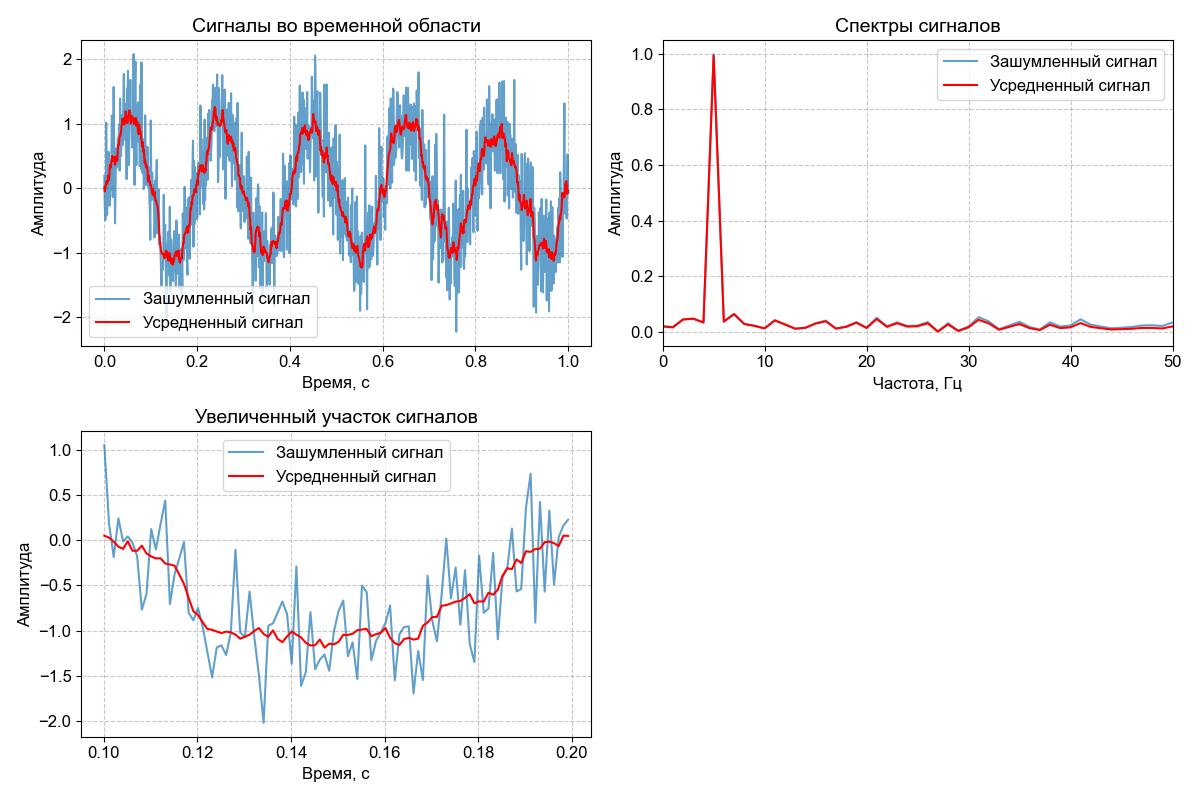 Сигналы во временной области
Амплитуда
2
1
0
−1
−2
Зашумленный сигнал
Усредненный сигнал
0.0 0.2 0.4 0.6 0.8 1.0
Время, с
Спектры сигналов
Амплитуда
1.0
0.8
0.6
0.4
0.2
0.0
Зашумленный сигнал
Усредненный сигнал
0 10 20 30 40 50
Частота, Гц
Увеличенный участок сигналов
Амплитуда
1.0
0.5
0.0
−0.5
−1.0
−1.5
−2.0
Зашумленный сигнал
Усредненный сигнал
0.10 0.12 0.14 0.16 0.18 0.20
Время, с